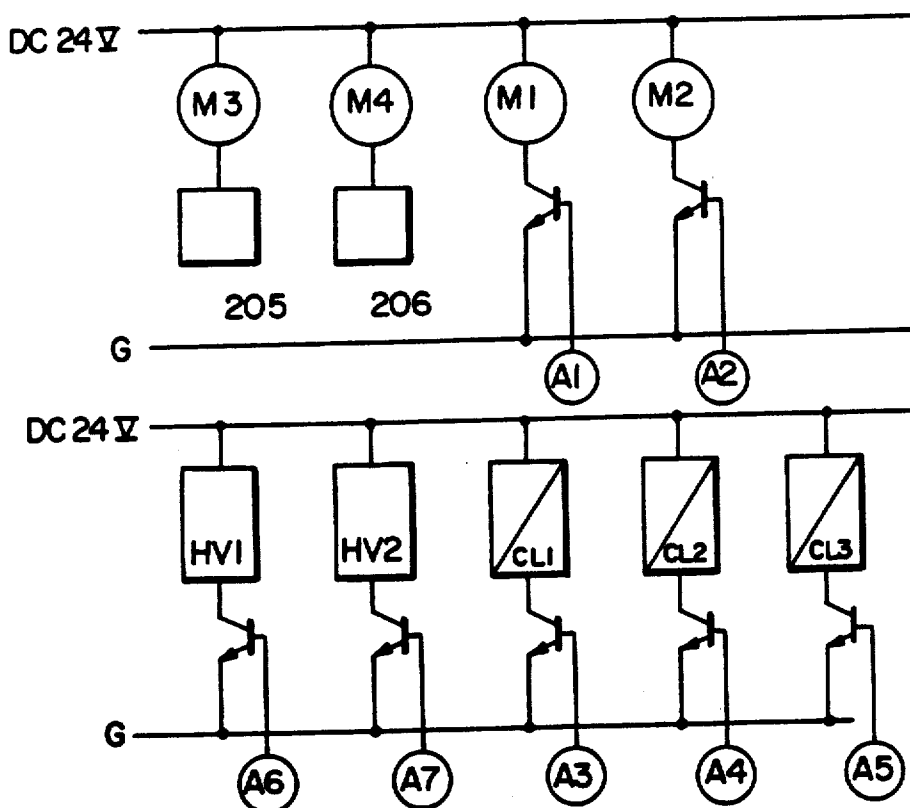 DC 24V
M3 M4 M1 M2
205 206
G
A1 A2
DC 24V
HV1 HV2 CL1 CL2 CL3
G
A6 A7 A3 A4 A5